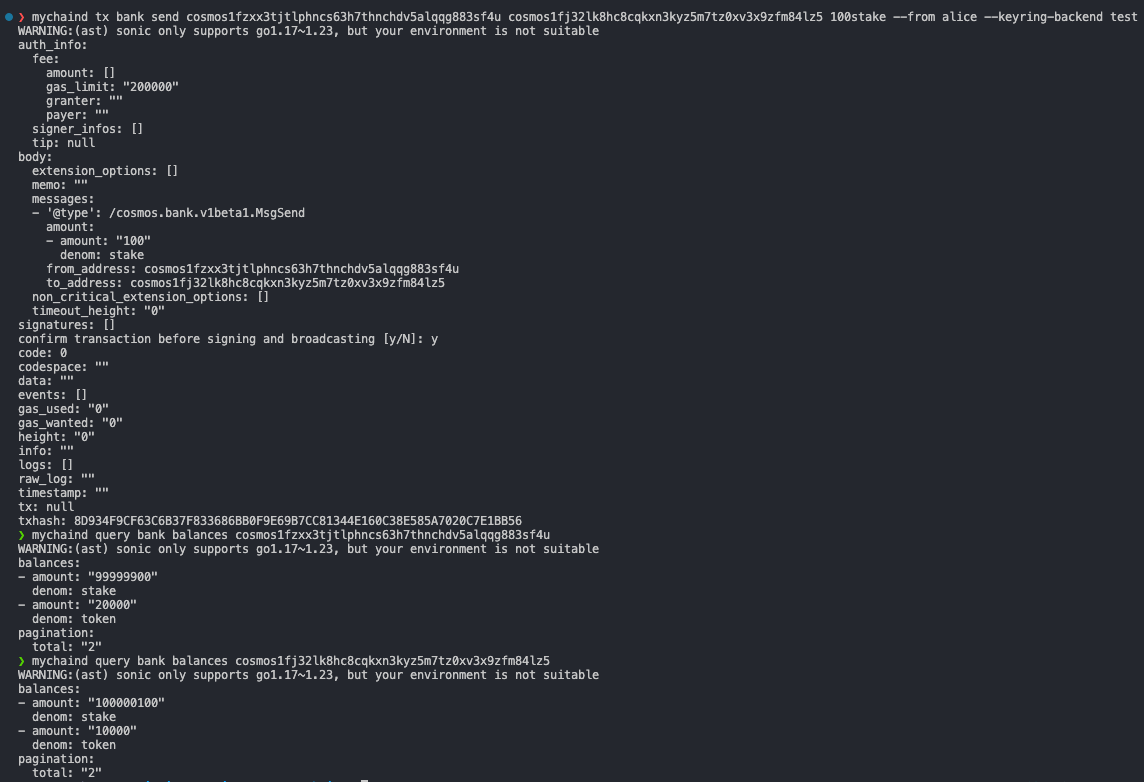 ❯ mychaind tx bank send cosmos1fzxx3tjtlphncs63h7thnchdv5alqqg883sf4u cosmos1fj32lk8hc8cqkxn3kyz5m7tz0xv3x9zfm84lz5 100stake --from alice --keyring-backend test
WARNING:(ast) sonic only supports go1.17~1.23, but your environment is not suitable
auth_info:
  fee:
    amount: []
    gas_limit: "200000"
    granter: ""
    payer: ""
  signer_infos: []
  tip: null
body:
  extension_options: []
  memo: ""
  messages:
  - '@type': /cosmos.bank.v1beta1.MsgSend
    amount:
    - amount: "100"
      denom: stake
    from_address: cosmos1fzxx3tjtlphncs63h7thnchdv5alqqg883sf4u
    to_address: cosmos1fj32lk8hc8cqkxn3kyz5m7tz0xv3x9zfm84lz5
  non_critical_extension_options: []
  timeout_height: "0"
signatures: []
confirm transaction before signing and broadcasting [y/N]: y
code: 0
codespace: ""
data: ""
events: []
gas_used: "0"
gas_wanted: "0"
height: "0"
info: ""
logs: []
raw_log: ""
timestamp: ""
tx: null
txhash: 8D934F9CF63C6B37F833686BB0F9E69B7CC81344E160C38E585A7020C7E1BB56
❯ mychaind query bank balances cosmos1fzxx3tjtlphncs63h7thnchdv5alqqg883sf4u
WARNING:(ast) sonic only supports go1.17~1.23, but your environment is not suitable
balances:
- amount: "99999900"
  denom: stake
- amount: "20000"
  denom: token
pagination:
  total: "2"
❯ mychaind query bank balances cosmos1fj32lk8hc8cqkxn3kyz5m7tz0xv3x9zfm84lz5
WARNING:(ast) sonic only supports go1.17~1.23, but your environment is not suitable
balances:
- amount: "100000100"
  denom: stake
- amount: "10000"
  denom: token
pagination:
  total: "2"